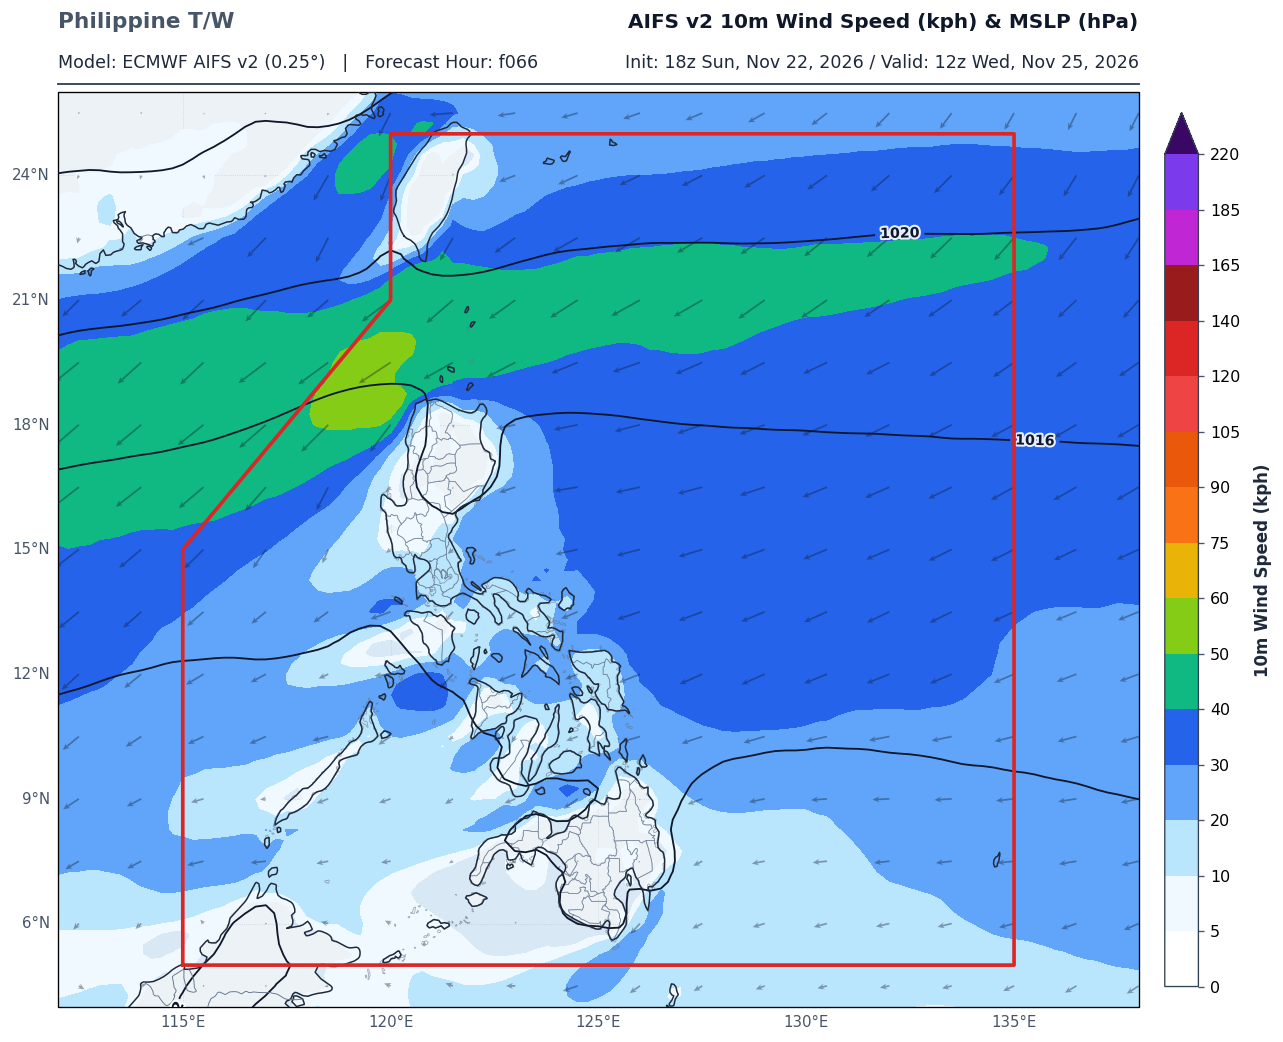 Philippine T/W
AIFS v2 10m Wind Speed (kph) & MSLP (hPa)
Model: ECMWF AIFS v2 (0.25°) | Forecast Hour: f066
Init: 18z Sun, Nov 22, 2026 / Valid: 12z Wed, Nov 25, 2026
24°N
21°N
18°N
15°N
12°N
9°N
6°N
1020
1016
115°E
120°E
125°E
130°E
135°E
220
185
165
140
120
105
90
75
60
50
40
30
20
10
5
0
10m Wind Speed (kph)